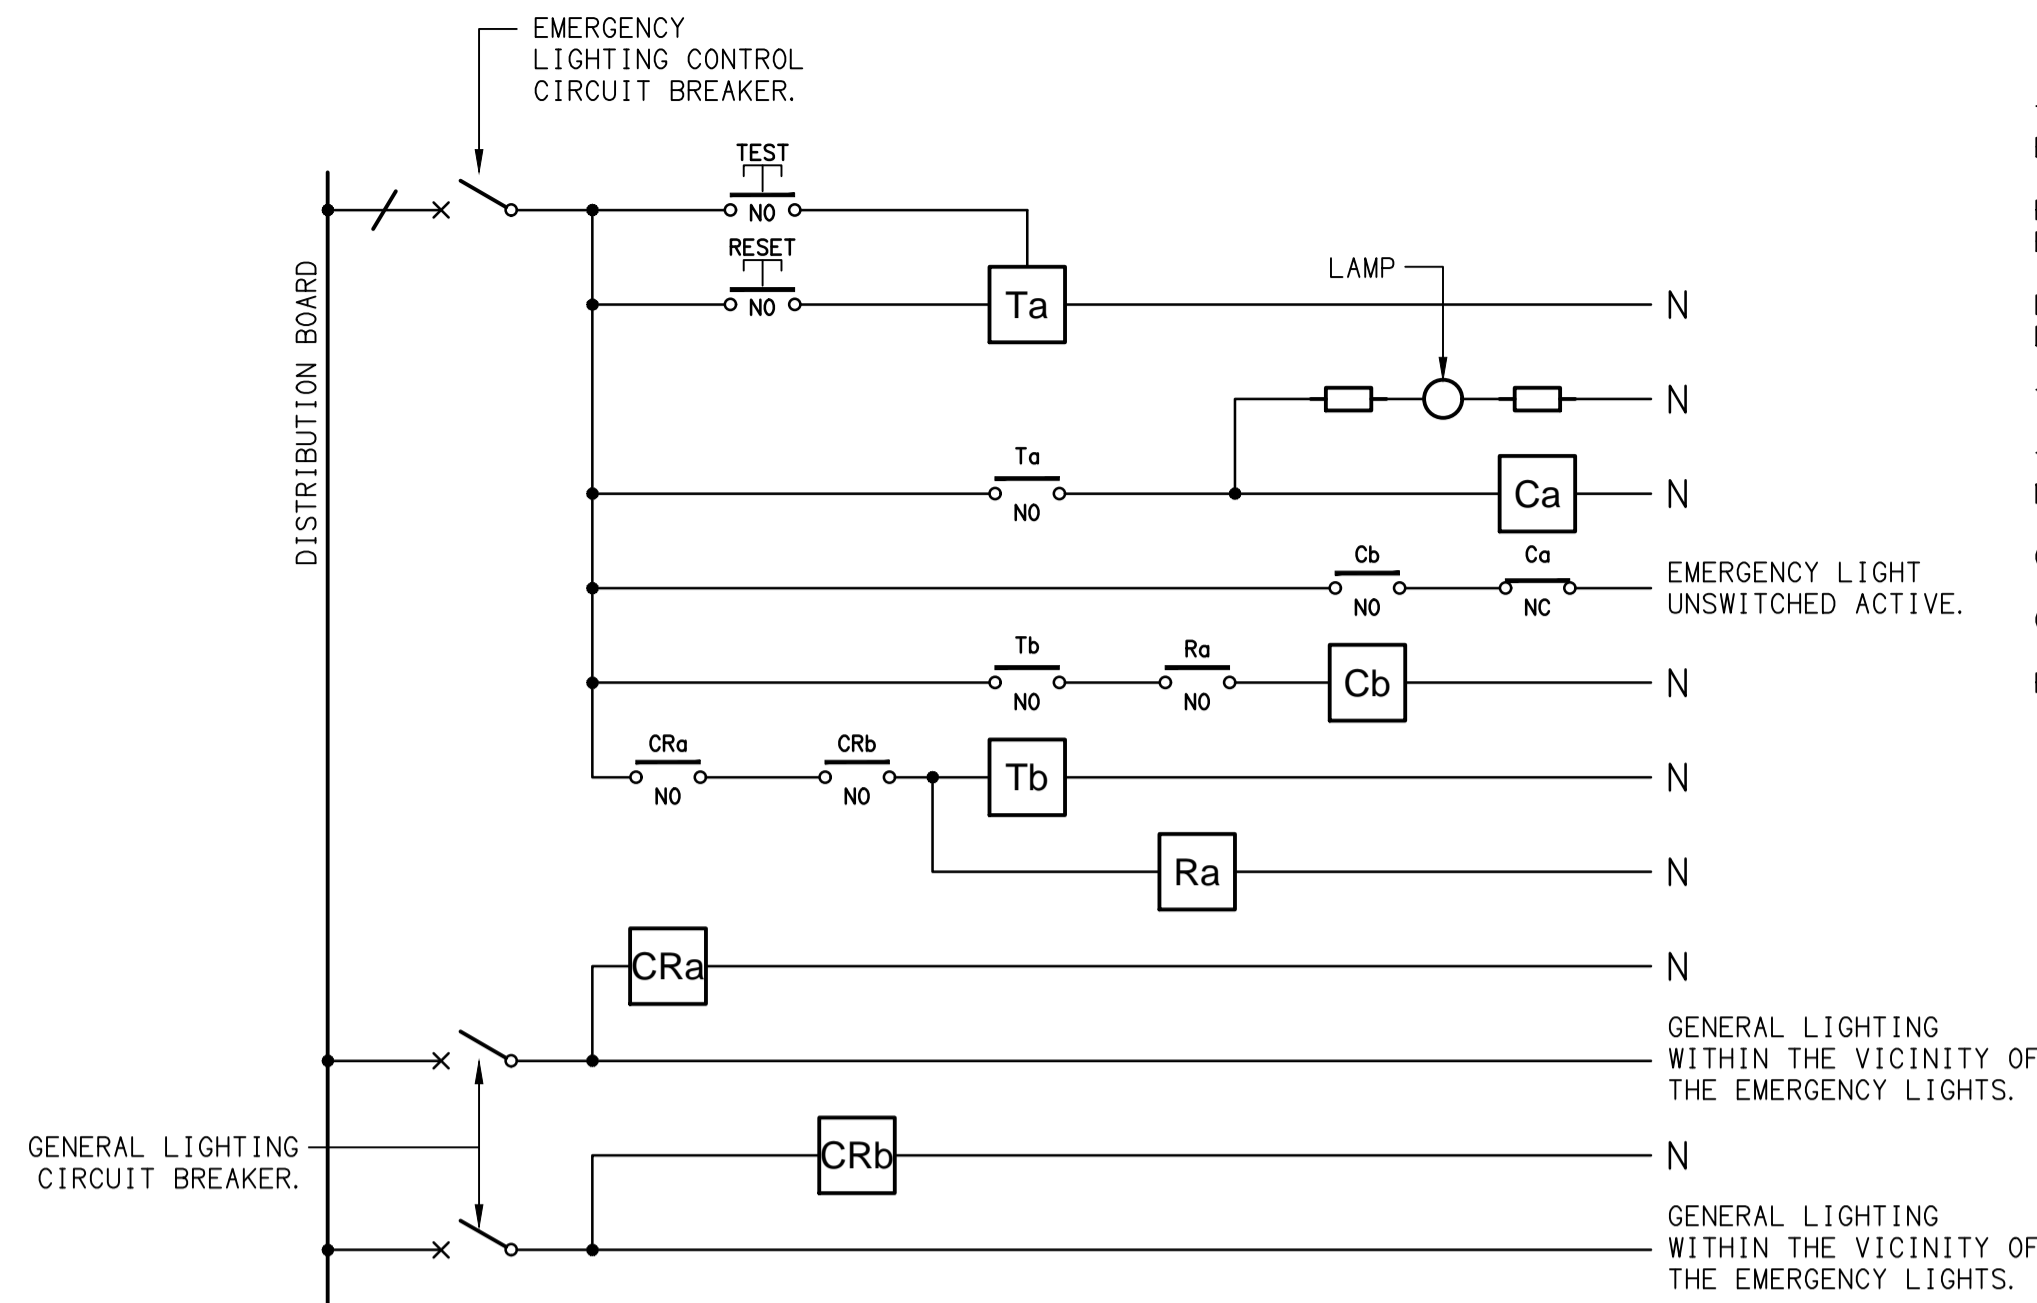 EMERGENCY
LIGHTING CONTROL
CIRCUIT BREAKER.
TEST
NO
RESET
NO
DISTRIBUTION BOARD
Ta
N
LAMP
N
Ta
NO
Ca
N
Cb
NO
Ca
NC
EMERGENCY LIGHT
UNSWITCHED ACTIVE.
Tb
NO
Ra
NO
Cb
N
CRa
NO
CRb
NO
Tb
N
Ra
N
CRa
N
GENERAL LIGHTING
WITHIN THE VICINITY OF
THE EMERGENCY LIGHTS.
GENERAL LIGHTING
CIRCUIT BREAKER.
CRb
N
GENERAL LIGHTING
WITHIN THE VICINITY OF
THE EMERGENCY LIGHTS.